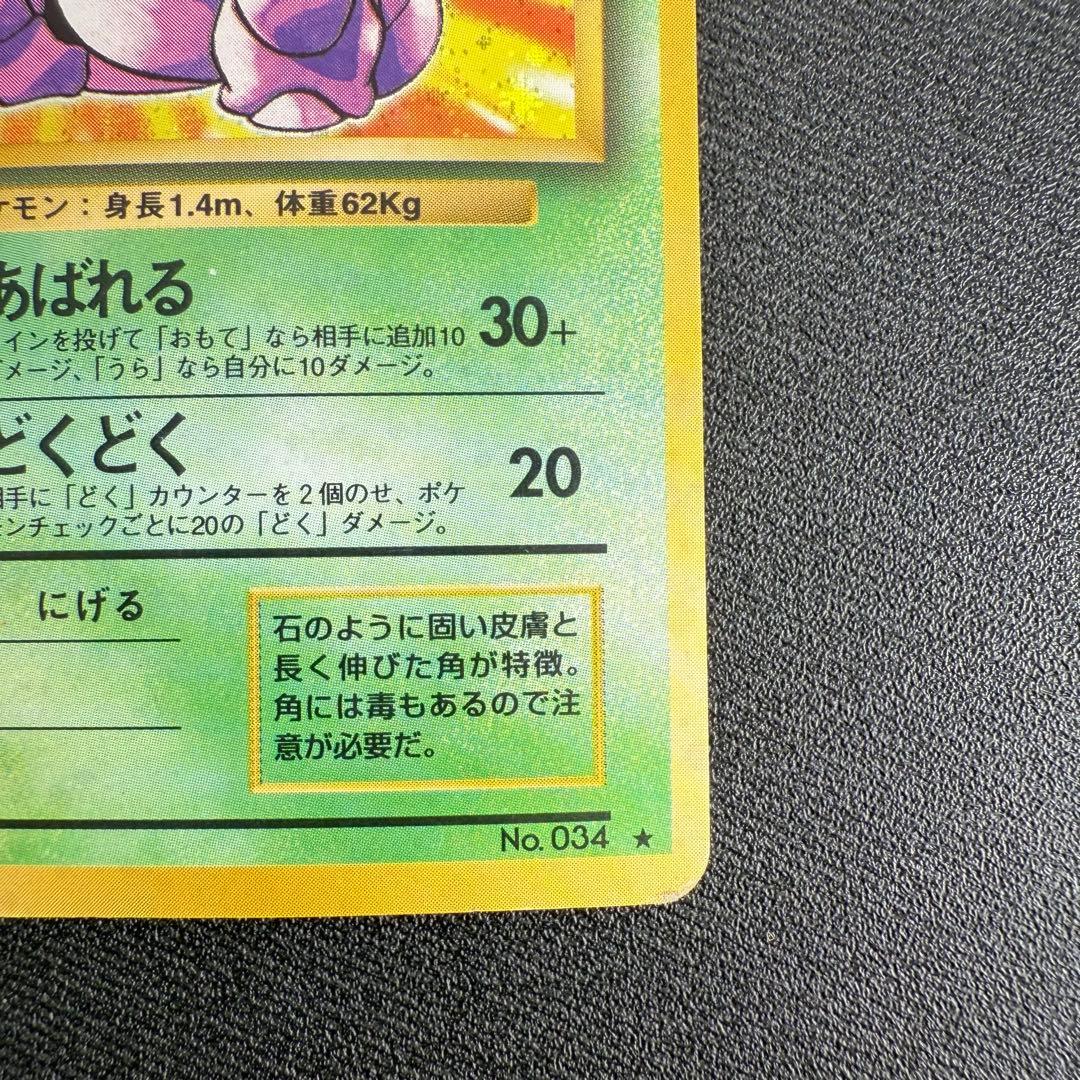 ケモン：身長1.4m、体重62Kg
あばれる
30+
インを投げて「おもて」なら相手に追加10
ダメージ、「うら」なら自分に10ダメージ。
どくどく
20
相手に「どく」カウンターを2個のせ、ポケ
モンチェックごとに20の「どく」ダメージ。
にげる
石のように固い皮膚と
長く伸びた角が特徴。
角には毒もあるので注
意が必要だ。
No. 034 ★